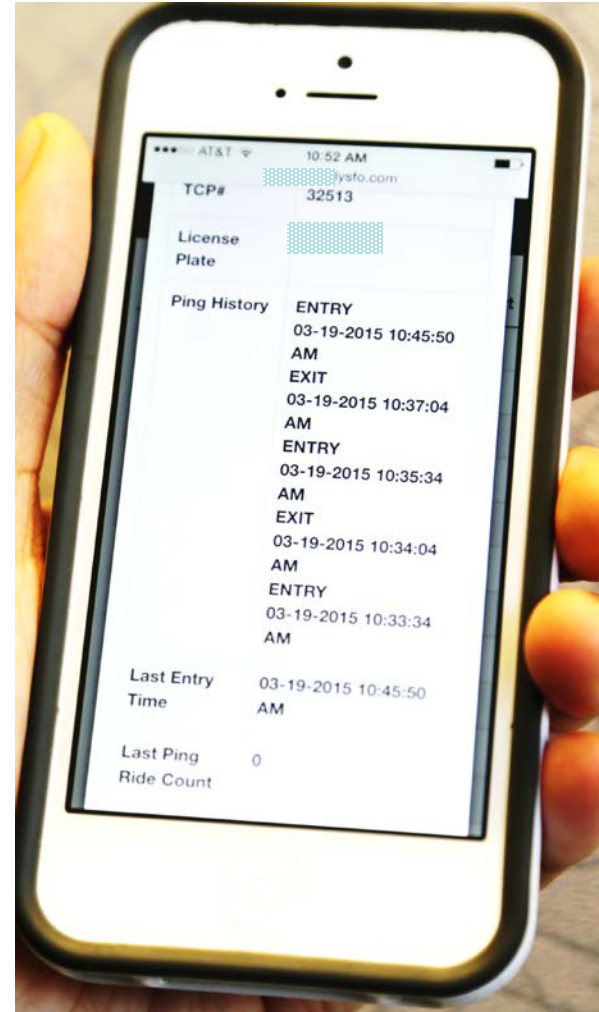 AT&T 10:52 AM
lysfo.com
TCP# 32513
License
Plate
Ping History ENTRY
03-19-2015 10:45:50
AM
EXIT
03-19-2015 10:37:04
AM
ENTRY
03-19-2015 10:35:34
AM
EXIT
03-19-2015 10:34:04
AM
ENTRY
03-19-2015 10:33:34
AM
Last Entry 03-19-2015 10:45:50
Time AM
Last Ping 0
Ride Count